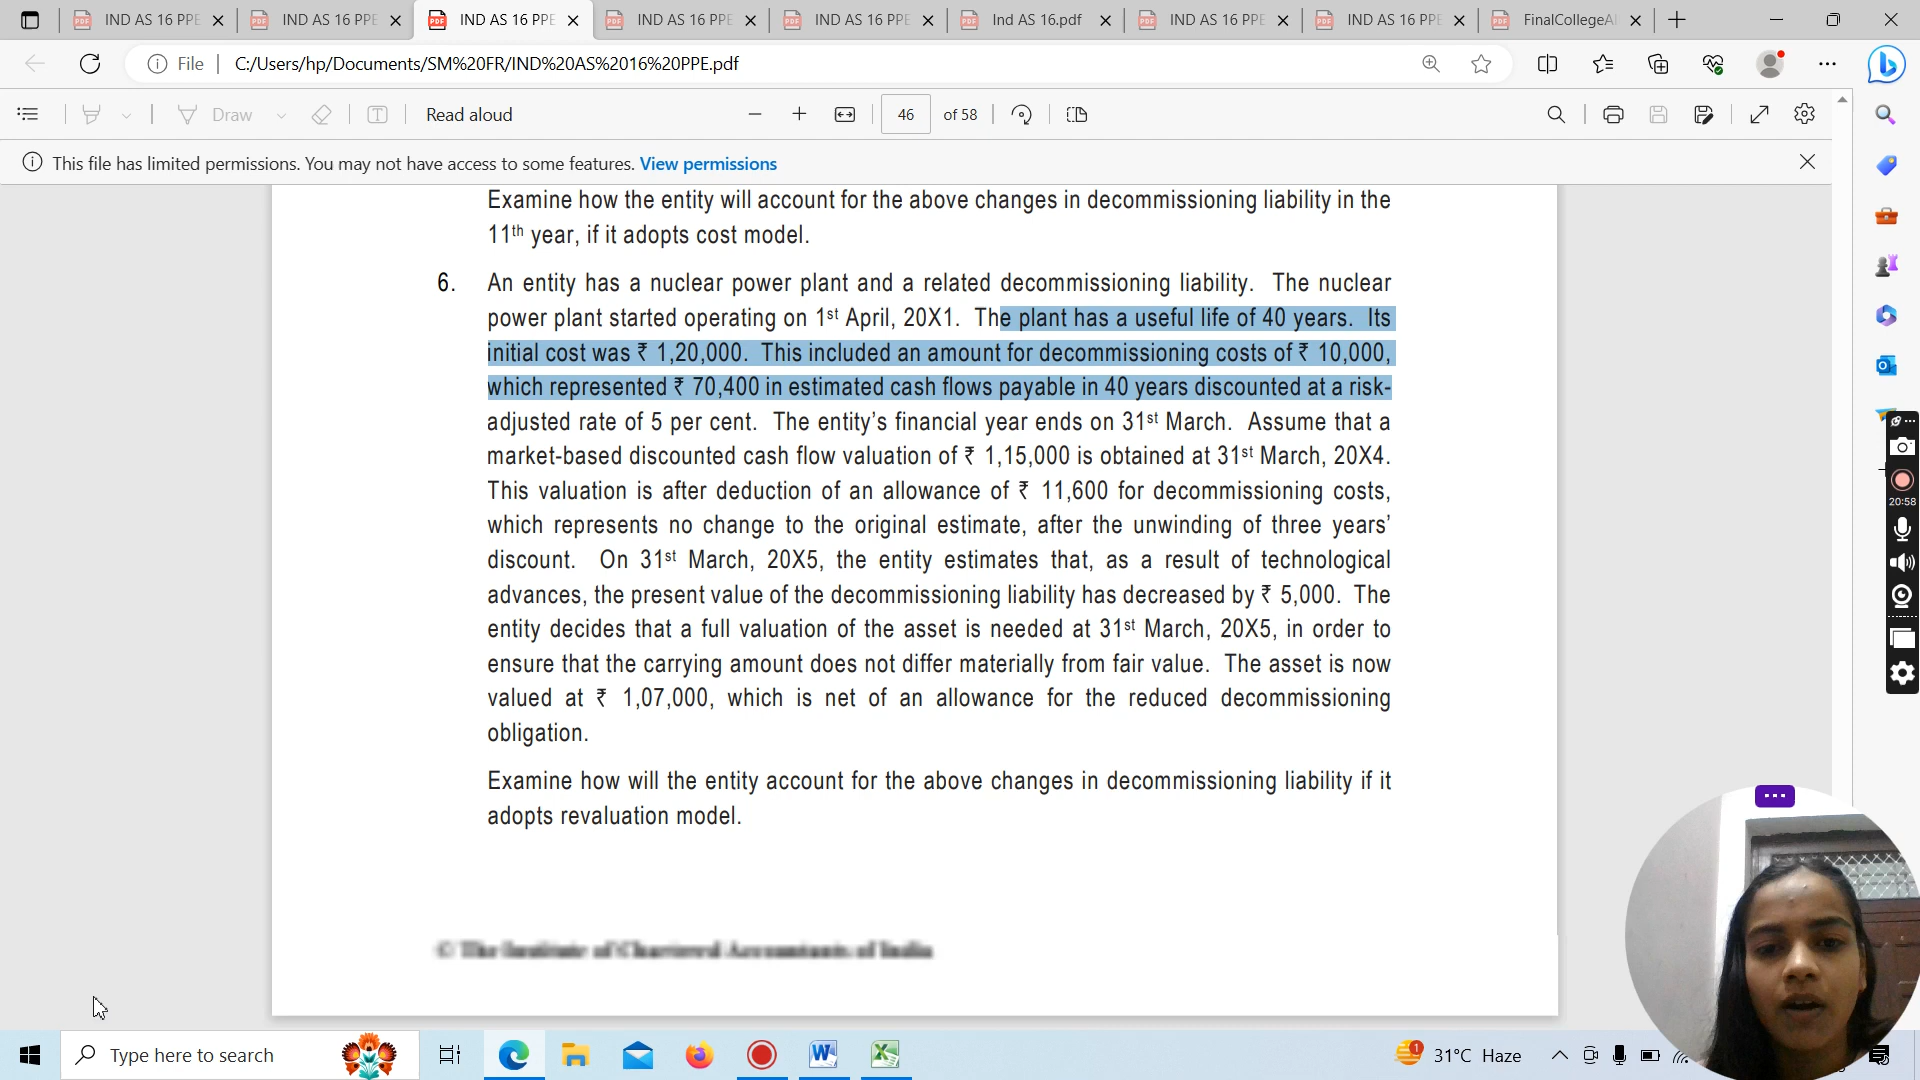 IND AS 16 PPE
IND AS 16 PPE
IND AS 16 PPE
IND AS 16 PPE
IND AS 16 PPE
Ind AS 16.pdf
IND AS 16 PPE
IND AS 16 PPE
FinalCollegeAl
File
C:/Users/hp/Documents/SM%20FR/IND%20AS%2016%20PPE.pdf
Draw
Read aloud
46
of 58
This file has limited permissions. You may not have access to some features. View permissions
Examine how the entity will account for the above changes in decommissioning liability in the
11th year, if it adopts cost model.
6. An entity has a nuclear power plant and a related decommissioning liability. The nuclear
power plant started operating on 1st April, 20X1. The plant has a useful life of 40 years. Its
initial cost was ₹ 1,20,000. This included an amount for decommissioning costs of ₹ 10,000,
which represented ₹ 70,400 in estimated cash flows payable in 40 years discounted at a risk-
adjusted rate of 5 per cent. The entity's financial year ends on 31st March. Assume that a
market-based discounted cash flow valuation of ₹ 1,15,000 is obtained at 31st March, 20X4.
This valuation is after deduction of an allowance of ₹ 11,600 for decommissioning costs,
which represents no change to the original estimate, after the unwinding of three years'
discount. On 31st March, 20X5, the entity estimates that, as a result of technological
advances, the present value of the decommissioning liability has decreased by ₹ 5,000. The
entity decides that a full valuation of the asset is needed at 31st March, 20X5, in order to
ensure that the carrying amount does not differ materially from fair value. The asset is now
valued at ₹ 1,07,000, which is net of an allowance for the reduced decommissioning
obligation.
Examine how will the entity account for the above changes in decommissioning liability if it
adopts revaluation model.
© The Institute of Chartered Accountants of India
20:58
Type here to search
1
31°C Haze